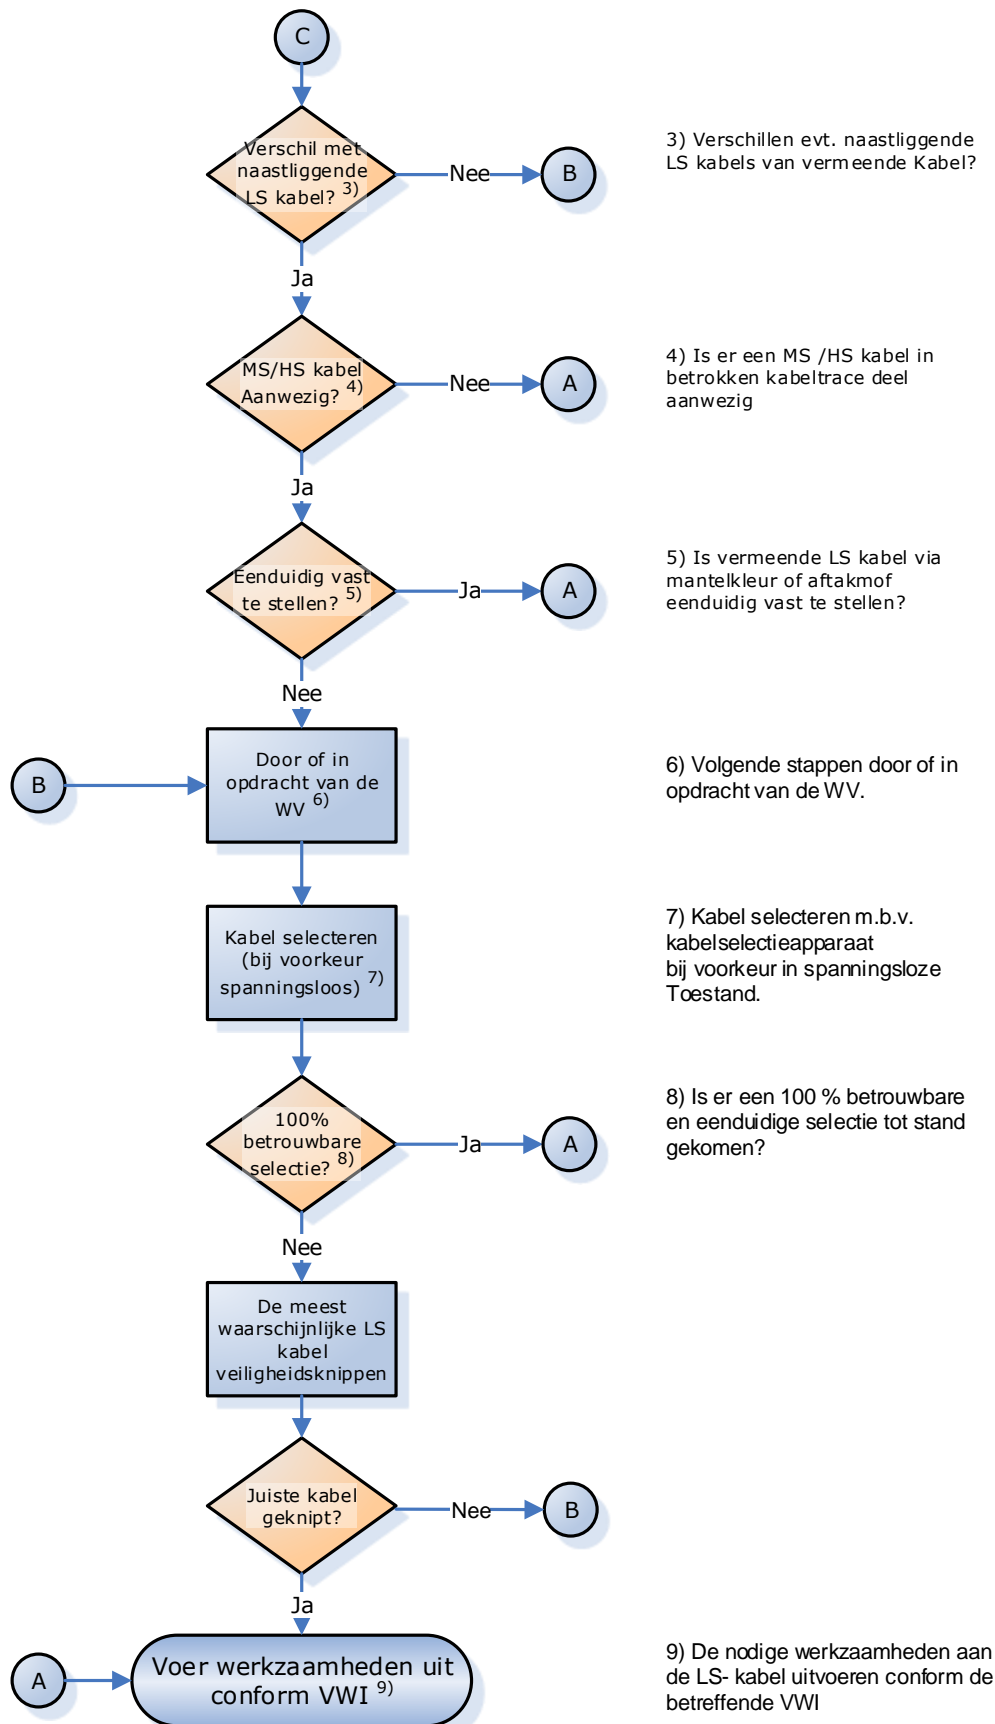 C
Verschil met
naastliggende
LS kabel? 3)
Nee
B
3) Verschillen evt. naastliggende
LS kabels van vermeende Kabel?
Ja
MS/HS kabel
Aanwezig? 4)
Nee
A
4) Is er een MS /HS kabel in
betrokken kabeltrace deel
aanwezig
Ja
Eenduidig vast
te stellen? 5)
Ja
A
5) Is vermeende LS kabel via
mantelkleur of aftakmof
eenduidig vast te stellen?
Nee
B
Door of in
opdracht van de
WV 6)
6) Volgende stappen door of in
opdracht van de WV.
Kabel selecteren
(bij voorkeur
spanningsloos) 7)
7) Kabel selecteren m.b.v.
kabelselectieapparaat
bij voorkeur in spanningsloze
Toestand.
100%
betrouwbare
selectie? 8)
Ja
A
8) Is er een 100 % betrouwbare
en eenduidige selectie tot stand
gekomen?
Nee
De meest
waarschijnlijke LS
kabel
veiligheidsknippen
Juiste kabel
geknipt?
Nee
B
Ja
A
Voer werkzaamheden uit
conform VWI 9)
9) De nodige werkzaamheden aan
de LS- kabel uitvoeren conform de
betreffende VWI